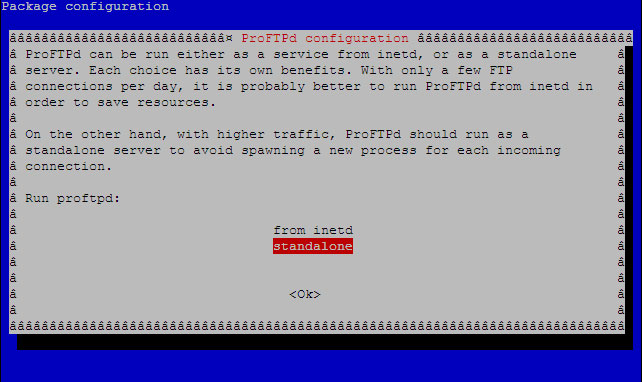 Package configuration
ââââââââââââââââââââââââââ¤ ProFTPd configuration âââââââââââââââââââââââââââ
â ProFTPd can be run either as a service from inetd, or as a standalone â
â server. Each choice has its own benefits. With only a few FTP â
â connections per day, it is probably better to run ProFTPd from inetd in â
â order to save resources. â
â â
â On the other hand, with higher traffic, ProFTPd should run as a â
â standalone server to avoid spawning a new process for each incoming â
â connection. â
â â
â Run proftpd: â
â â
â from inetd â
â standalone â
â â
â â
â <Ok> â
â â
ââââââââââââââââââââââââââââââââââââââââââââââââââââââââââââââââââââââââââââââ